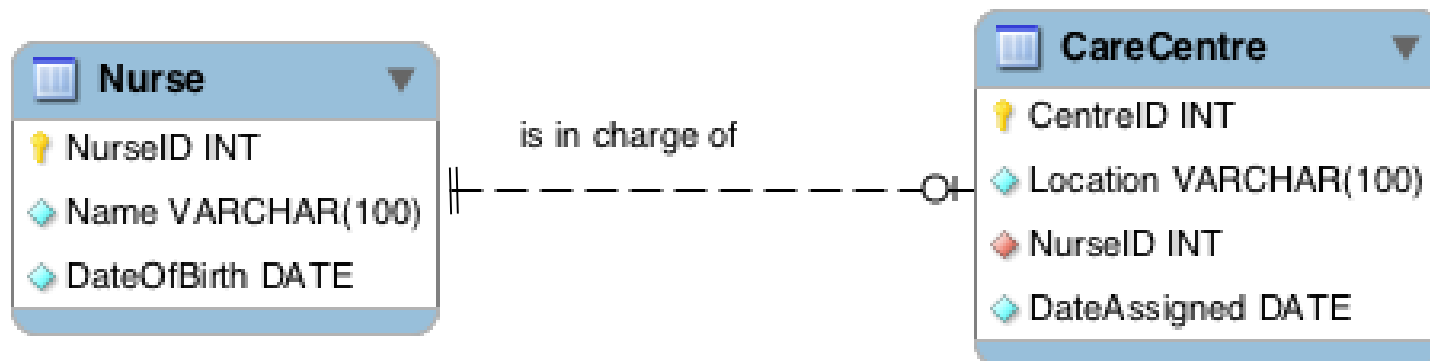 Nurse
NurseID INT
Name VARCHAR(100)
DateOfBirth DATE
is in charge of
CareCentre
CentreID INT
Location VARCHAR(100)
NurseID INT
DateAssigned DATE